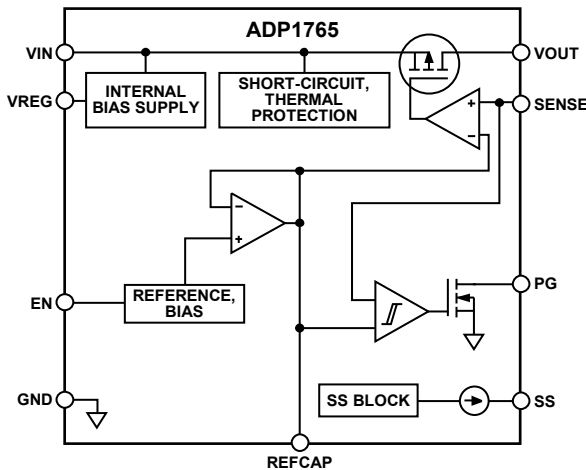 ADP1765
VIN
VOUT
VREG
INTERNAL
BIAS SUPPLY
SHORT-CIRCUIT,
THERMAL
PROTECTION
SENSE
+
−
−
+
EN
REFERENCE,
BIAS
PG
GND
SS BLOCK
SS
REFCAP